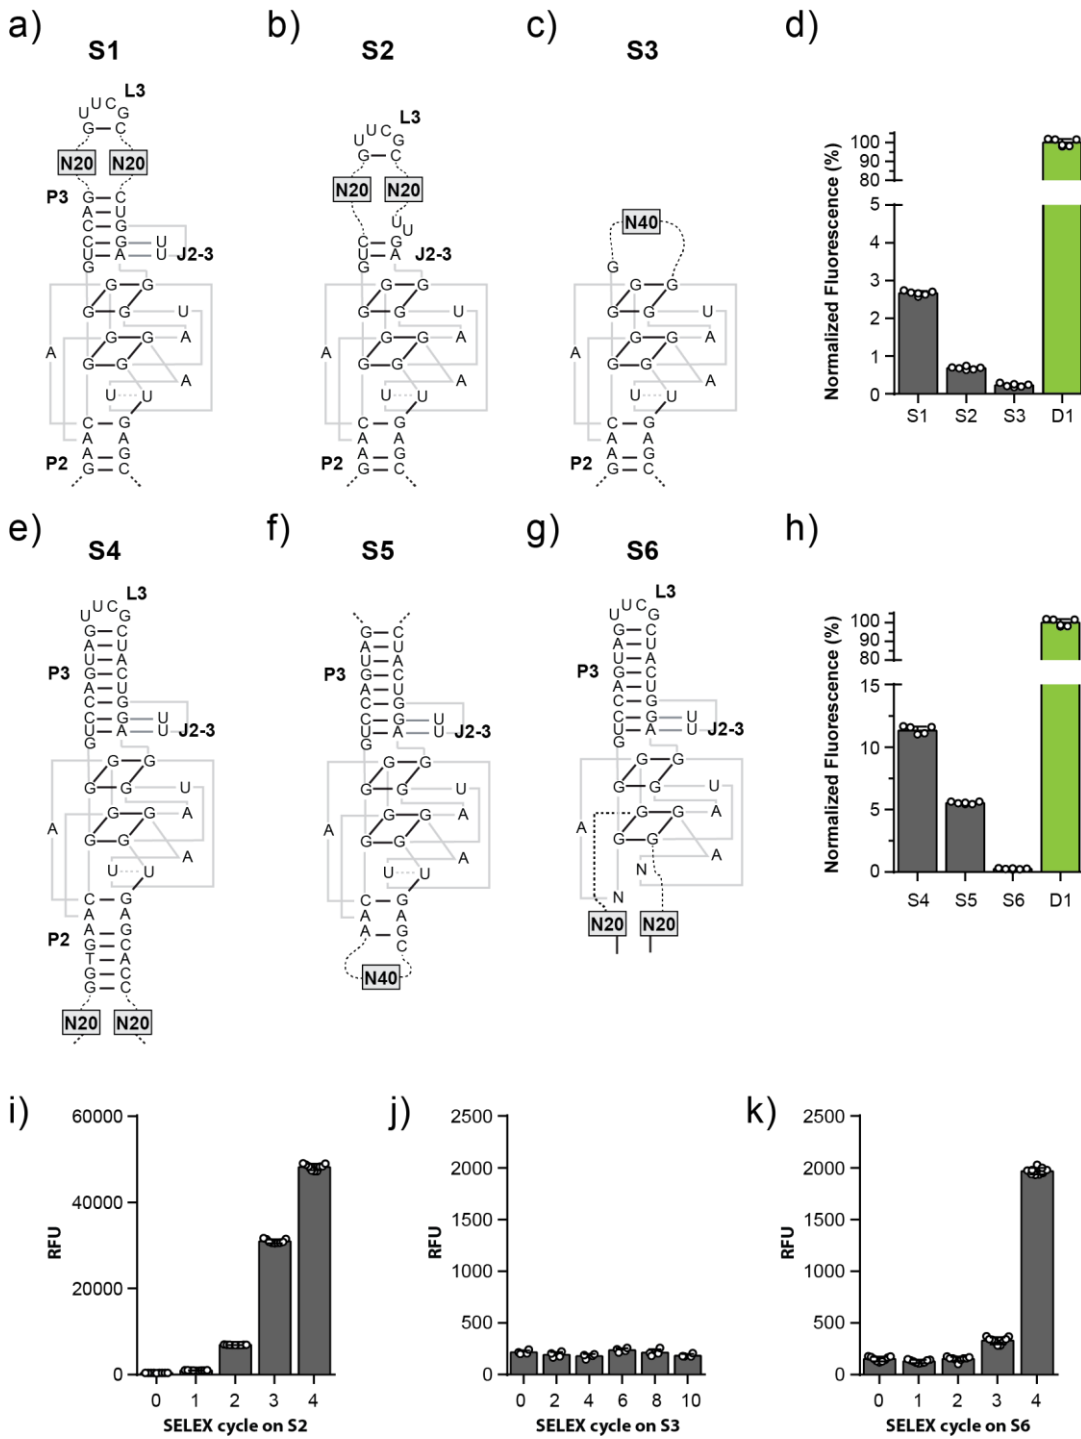 a)
S1
L3
U U C G
U C
G
N20 N20
P3
G C
A U
C G
C G U
U A U J2-3
G
G G
G G U
G G A
A
G G
A
U U
C G
A A
A G
P2
G C
b)
S2
L3
U U C G
G C
N20 N20
U
C U
U G
A
G J2-3
G G
G G U
G G A
A
G G
A
U U
C G
A A
A G
P2
G C
c)
S3
N40
G
G G
G G U
G G A
A
G G
A
U U
C G
A A
A G
P2
G C
d)
Normalized Fluorescence (%)
100
90
80
5
4
3
2
1
0
S1 S2 S3 D1
e)
S4
L3
U U C G
G C
U U
A A
P3
U C
G U
A G
C G
C A U
U J2-3 U
G
G G
G G U
G G A
A
G G
A
U U
C G
A A
A G
P2
G C
T A
G C
G C
N20 N20
f)
S5
G C
A U
U A
P3
G C
A U
C G
C G U
U A U J2-3
G
G G
G G U
G G A
A
G G
A
U U
C G
A A
A G
C
N40
g)
S6
L3
U U C G
U C
G U
A A
P3
U C
G U
A G
C G
C A U
U J2-3 U
G
G G
G G U
G G A
A
G G
A
N
N
N20 N20
h)
Normalized Fluorescence (%)
100
90
80
15
10
5
0
S4 S5 S6 D1
i)
RFU
60000
40000
20000
0
0 1 2 3 4
SELEX cycle on S2
j)
RFU
2500
2000
1500
1000
500
0
0 2 4 6 8 10
SELEX cycle on S3
k)
RFU
2500
2000
1500
1000
500
0
0 1 2 3 4
SELEX cycle on S6